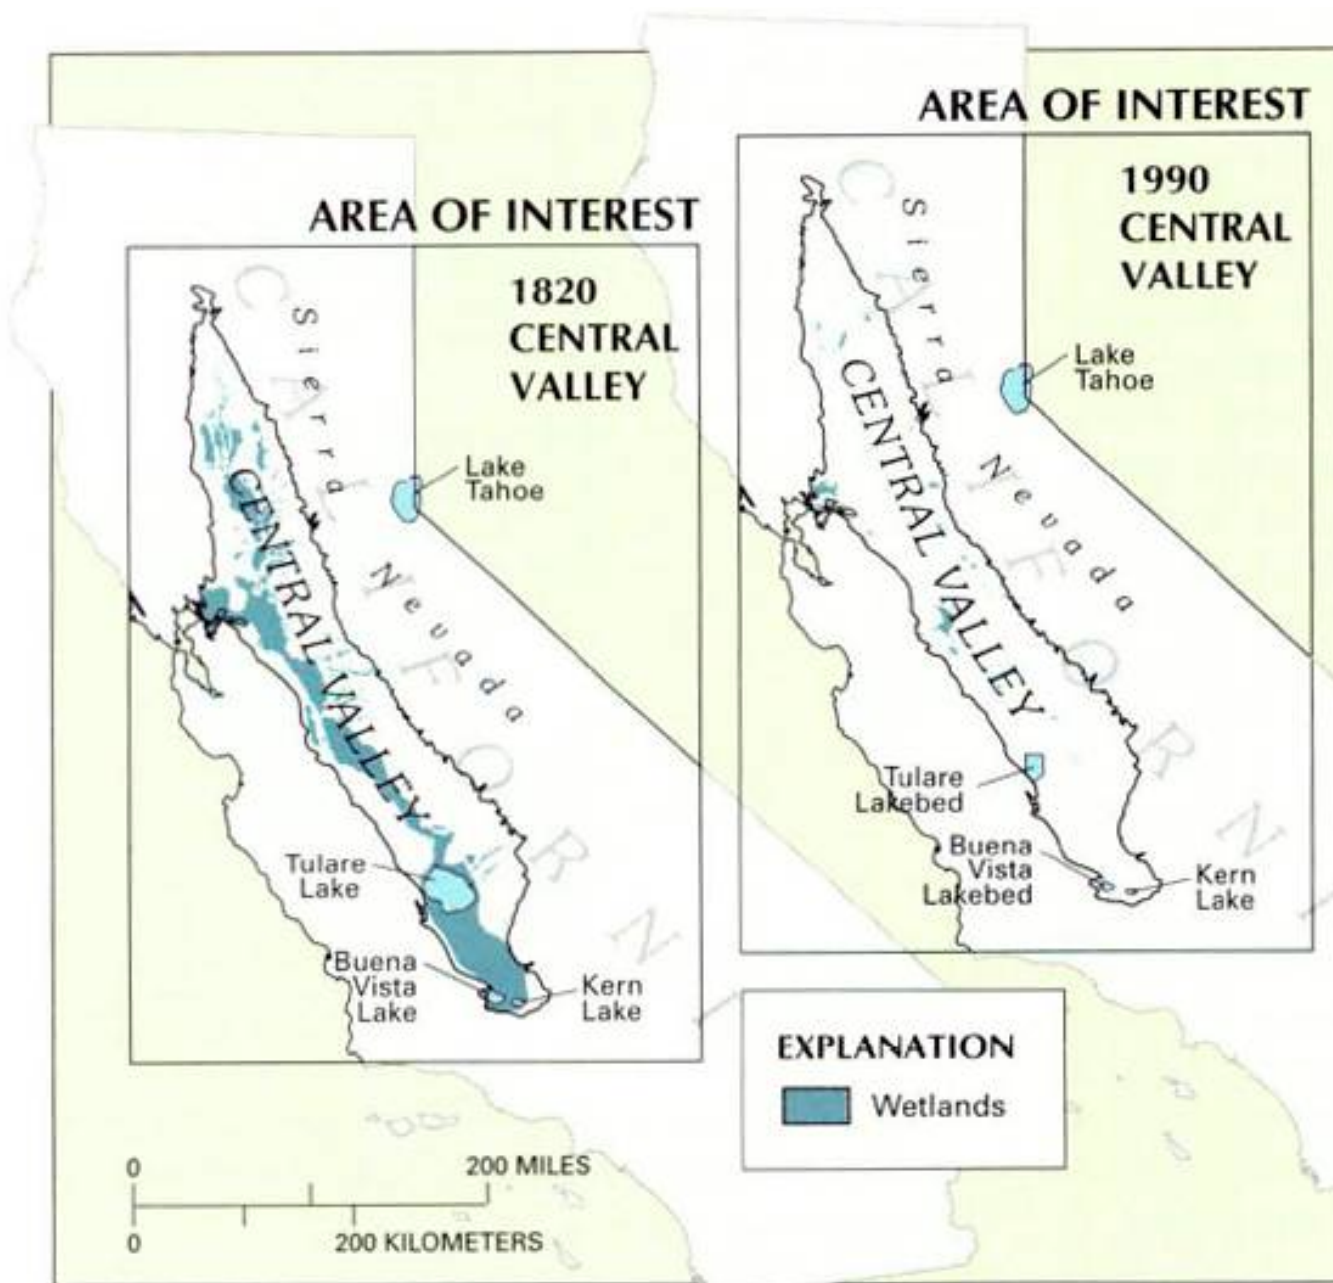 AREA OF INTEREST
1820
CENTRAL
VALLEY
CALIFORN
Sierra Nevada
CENTRAL VALLEY
Lake
Tahoe
Tulare
Lake
Buena
Vista
Lake
Kern
Lake
AREA OF INTEREST
1990
CENTRAL
VALLEY
CALIFORNI
Sierra Nevada
CENTRAL VALLEY
Lake
Tahoe
Tulare
Lakebed
Buena
Vista
Lakebed
Kern
Lake
EXPLANATION
Wetlands
0 200 MILES
0 200 KILOMETERS